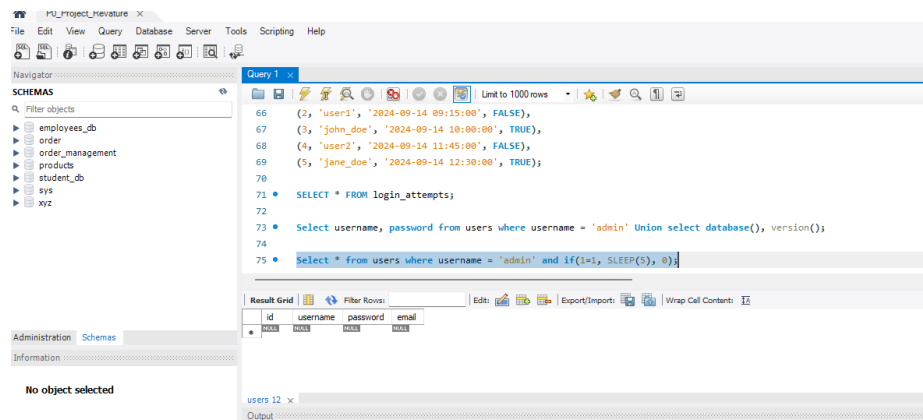 P0_Project_Revature ×
File Edit View Query Database Server Tools Scripting Help
Navigator
Query 1 ×
SCHEMAS
Limit to 1000 rows
Filter objects
employees_db
order
order_management
products
student_db
sys
xyz
66 (2, 'user1', '2024-09-14 09:15:00', FALSE),
67 (3, 'john_doe', '2024-09-14 10:00:00', TRUE),
68 (4, 'user2', '2024-09-14 11:45:00', FALSE),
69 (5, 'jane_doe', '2024-09-14 12:30:00', TRUE);
70
71 SELECT * FROM login_attempts;
72
73 Select username, password from users where username = 'admin' Union select database(), version();
74
75 Select * from users where username = 'admin' and if(1=1, SLEEP(5), 0);
Result Grid Filter Rows: Edit: Export/Import: Wrap Cell Content:
id username password email
NULL NULL NULL NULL
Administration Schemas
Information
No object selected
users 12 ×
Output